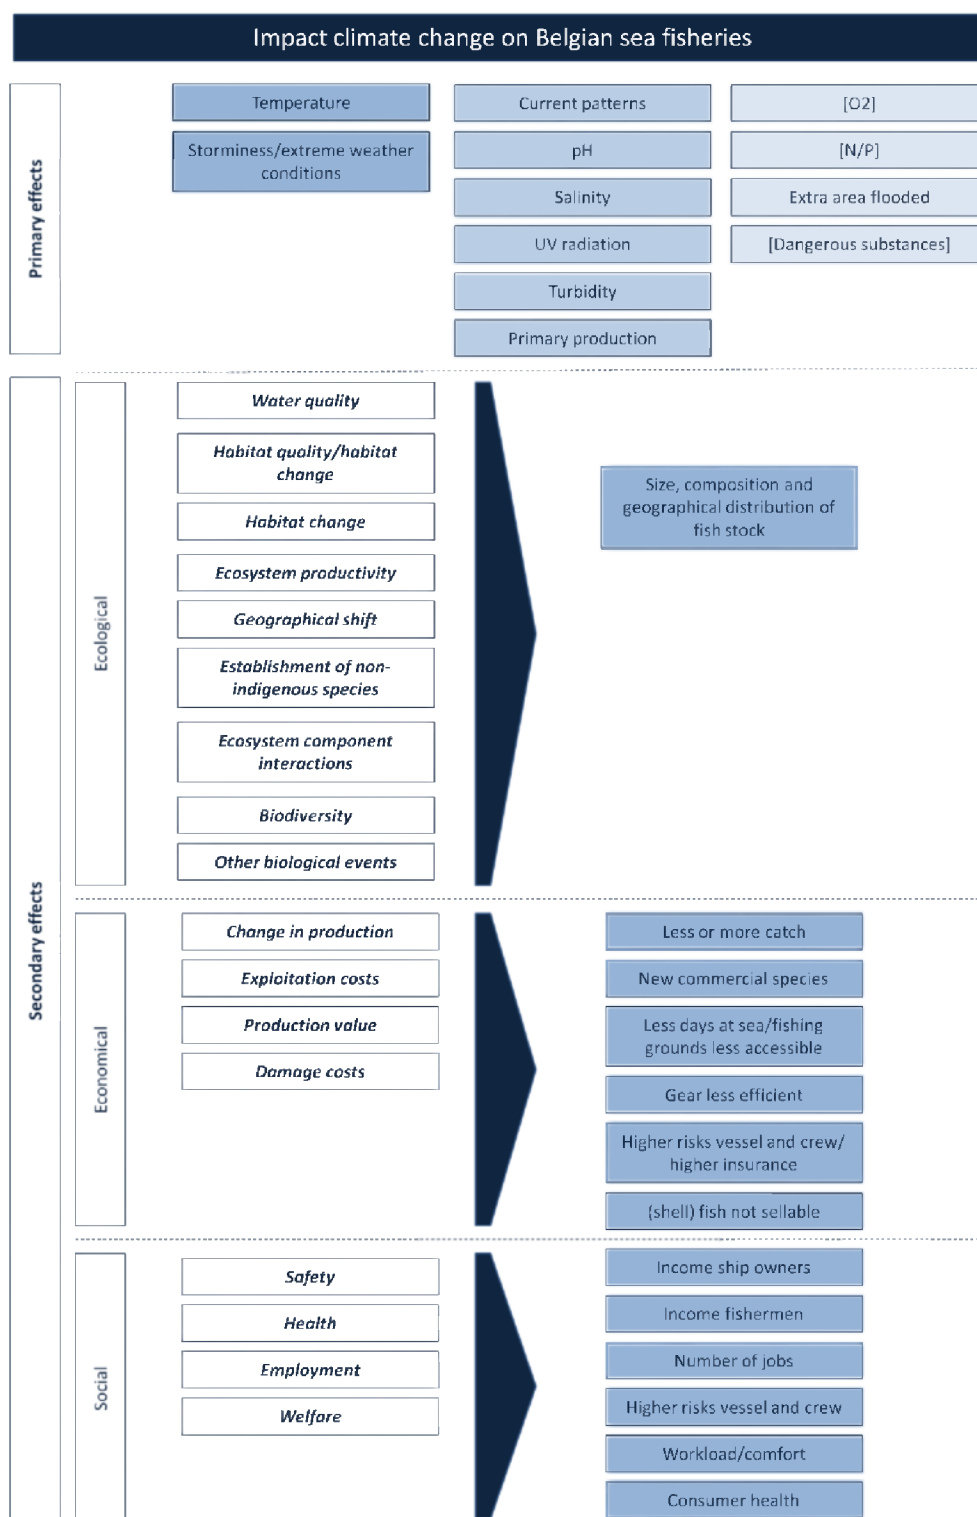 Impact climate change on Belgian sea fisheries
Primary effects
Temperature
Storminess/extreme weather
conditions
Current patterns
pH
Salinity
UV radiation
Turbidity
Primary production
[O2]
[N/P]
Extra area flooded
[Dangerous substances]
Secondary effects
Ecological
Water quality
Habitat quality/habitat
change
Habitat change
Ecosystem productivity
Geographical shift
Establishment of non-
indigenous species
Ecosystem component
interactions
Biodiversity
Other biological events
Size, composition and
geographical distribution of
fish stock
Economical
Change in production
Exploitation costs
Production value
Damage costs
Less or more catch
New commercial species
Less days at sea/fishing
grounds less accessible
Gear less efficient
Higher risks vessel and crew/
higher insurance
(shell) fish not sellable
Social
Safety
Health
Employment
Welfare
Income ship owners
Income fishermen
Number of jobs
Higher risks vessel and crew
Workload/comfort
Consumer health